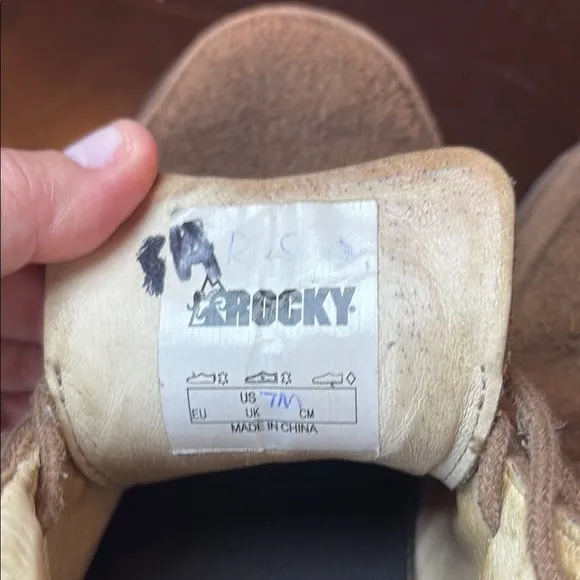 ROCKY
US 7M
EU UK CM
MADE IN CHINA